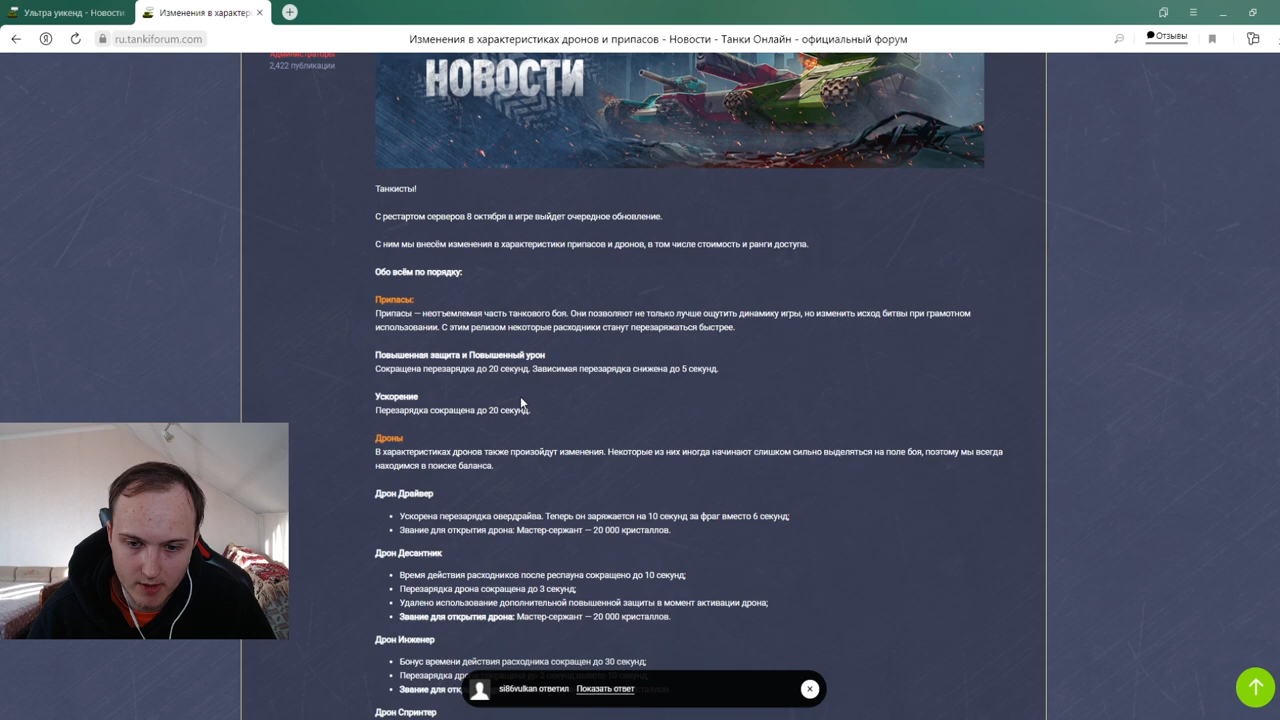 Ультра уикенд - Новости
Изменения в характер
ru.tankiforum.com
Изменения в характеристиках дронов и припасов - Новости - Танки Онлайн - официальный форум
Отзывы
Администраторы
2,422 публикации
НОВОСТИ
Танкисты!
С рестартом серверов 8 октября в игре выйдет очередное обновление.
С ним мы внесём изменения в характеристики припасов и дронов, в том числе стоимость и ранги доступа.
Обо всём по порядку:
Припасы:
Припасы — неотъемлемая часть танкового боя. Они позволяют не только лучше ощутить динамику игры, но изменить исход битвы при грамотном
использовании. С этим релизом некоторые расходники станут перезаряжаться быстрее.
Повышенная защита и Повышенный урон
Сокращена перезарядка до 20 секунд. Зависимая перезарядка снижена до 5 секунд.
Ускорение
Перезарядка сокращена до 20 секунд.
Дроны
В характеристиках дронов также произойдут изменения. Некоторые из них иногда начинают слишком сильно выделяться на поле боя, поэтому мы всегда
находимся в поиске баланса.
Дрон Драйвер
• Ускорена перезарядка овердрайва. Теперь он заряжается на 10 секунд за фраг вместо 6 секунд;
• Звание для открытия дрона: Мастер-сержант — 20 000 кристаллов.
Дрон Десантник
• Время действия расходников после респауна сокращено до 10 секунд;
• Перезарядка дрона сокращена до 3 секунд;
• Удалено использование дополнительной повышенной защиты в момент активации дрона;
• Звание для открытия дрона: Мастер-сержант — 20 000 кристаллов.
Дрон Инженер
• Бонус времени действия расходника сокращен до 30 секунд;
• Перезарядка
• Звание для
si86vulkan ответил Показать ответ
Дрон Спринтер